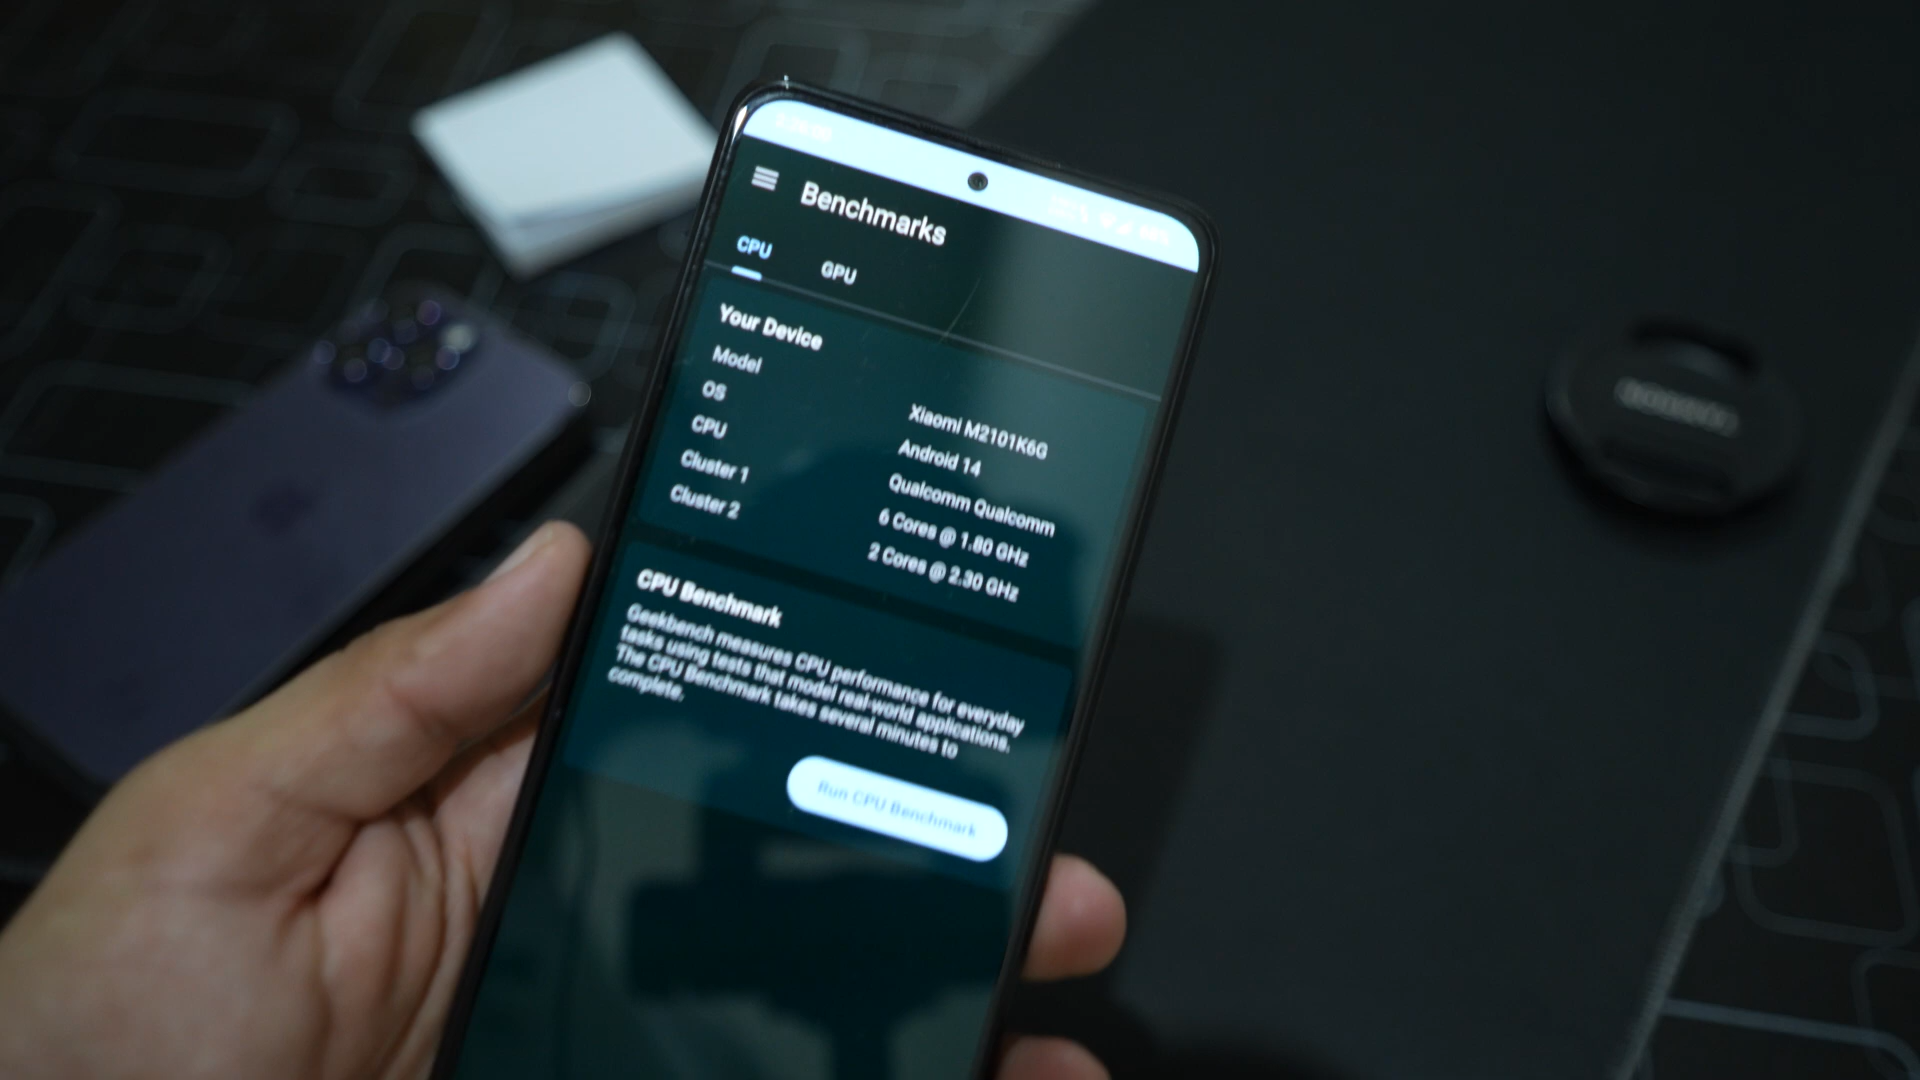 Benchmarks
CPU GPU
Your Device
Model
Xiaomi M2101K6G
OS
Android 14
CPU
Qualcomm Qualcomm
Cluster 1
6 Cores @ 1.80 GHz
Cluster 2
2 Cores @ 2.30 GHz
CPU Benchmark
Geekbench measures CPU performance for everyday
tasks using tests that model real-world applications.
The CPU Benchmark takes several minutes to
complete.
Run CPU Benchmark